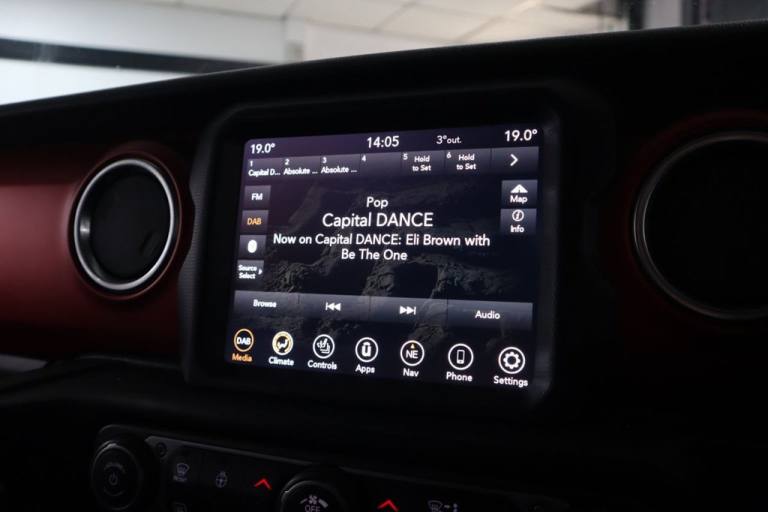 19.0°
14:05
3°out.
19.0°
1 Capital D...
2 Absolute ...
3 Absolute ...
4
5 Hold to Set
6 Hold to Set
FM
Pop
Map
DAB
Capital DANCE
Info
Now on Capital DANCE: Eli Brown with
Be The One
Source
Select
Browse
Audio
DAB
NE
Media
Climate
Controls
Apps
Nav
Phone
Settings
OFF